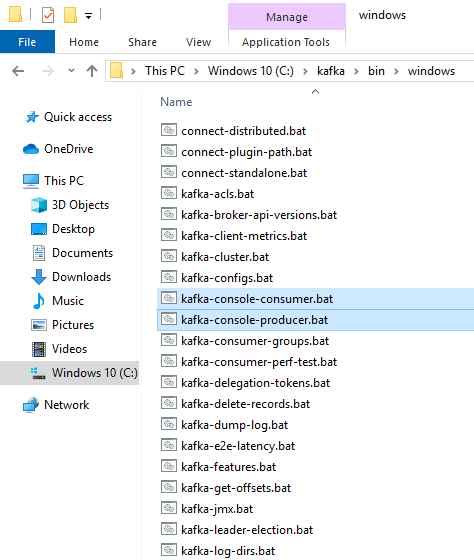 Manage windows
File Home Share View Application Tools
This PC Windows 10 (C:) kafka bin windows
Name
Quick access
OneDrive
This PC
3D Objects
Desktop
Documents
Downloads
Music
Pictures
Videos
Windows 10 (C:)
Network
connect-distributed.bat
connect-plugin-path.bat
connect-standalone.bat
kafka-acls.bat
kafka-broker-api-versions.bat
kafka-client-metrics.bat
kafka-cluster.bat
kafka-configs.bat
kafka-console-consumer.bat
kafka-console-producer.bat
kafka-consumer-groups.bat
kafka-consumer-perf-test.bat
kafka-delegation-tokens.bat
kafka-delete-records.bat
kafka-dump-log.bat
kafka-e2e-latency.bat
kafka-features.bat
kafka-get-offsets.bat
kafka-jmx.bat
kafka-leader-election.bat
kafka-log-dirs.bat